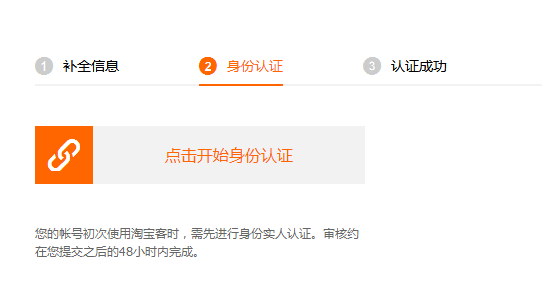 1 补全信息 2 身份认证 3 认证成功
点击开始身份认证
您的帐号初次使用淘宝客时，需先进行身份实人认证。审核约
在您提交之后的48小时内完成。